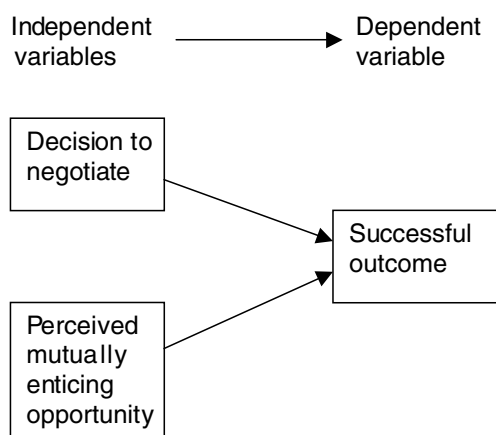 Independent
variables
Dependent
variable
Decision to
negotiate
Successful
outcome
Perceived
mutually
enticing
opportunity